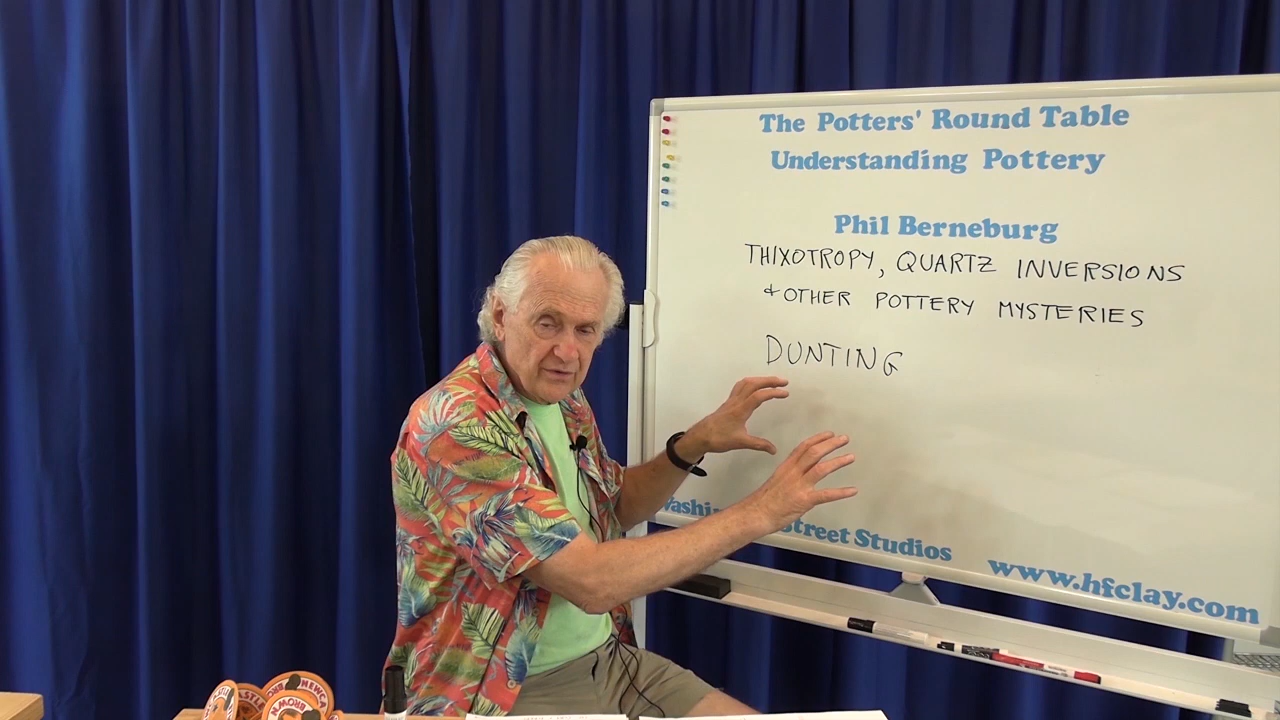 The Potters' Round Table
Understanding Pottery
Phil Berneburg
THIXOTROPY, QUARTZ INVERSIONS
& OTHER POTTERY MYSTERIES
DUNTING
Street Studios
www.hfclay.com
BROWN